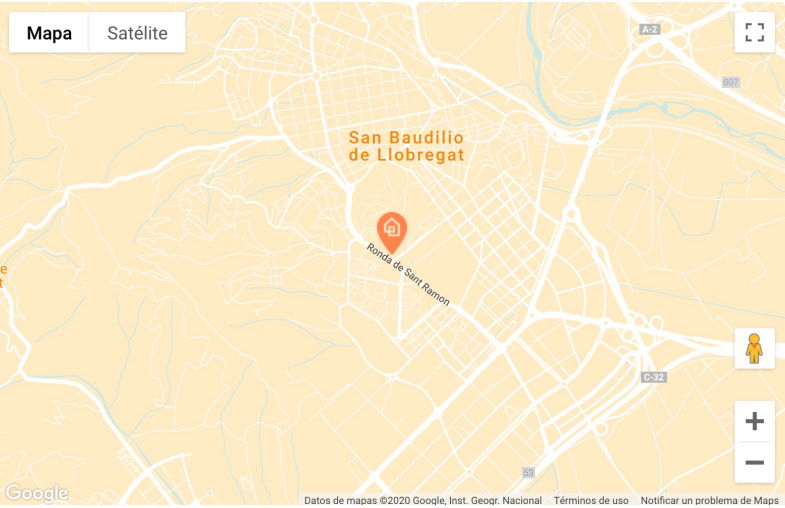 Mapa
Satélite
A-2
607
San Baudilio
de Llobregat
Ronda de Sant Ramon
e
t
C-32
53
Google
Datos de mapas ©2020 Google, Inst. Geogr. Nacional
Términos de uso
Notificar un problema de Maps